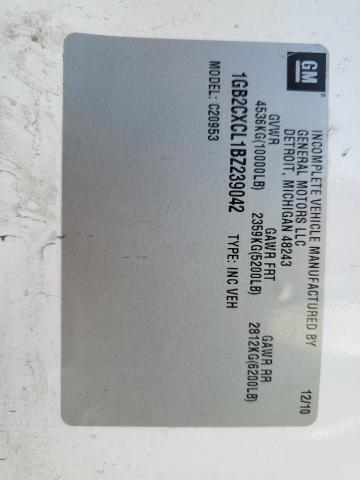 GM
INCOMPLETE VEHICLE MANUFACTURED BY 12/10
GENERAL MOTORS LLC
DETROIT, MICHIGAN 48243
GVWR GAWR FRT GAWR RR
4536KG(10000LB) 2359KG(5200LB) 2812KG(6200LB)
1GB2CXCL1BZ239042 TYPE: INC VEH
MODEL: C20953